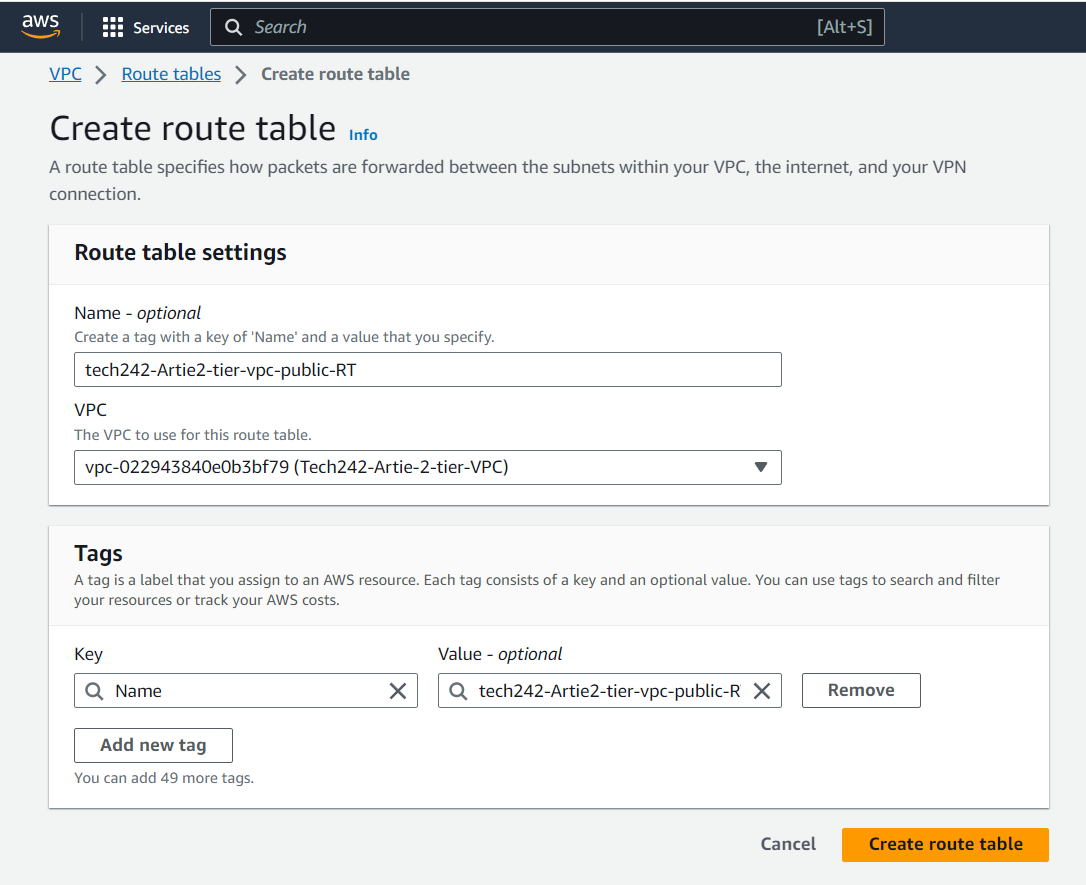 aws
Services
Search
[Alt+S]
VPC > Route tables > Create route table
Create route table Info
A route table specifies how packets are forwarded between the subnets within your VPC, the internet, and your VPN
connection.
Route table settings
Name - optional
Create a tag with a key of 'Name' and a value that you specify.
tech242-Artie2-tier-vpc-public-RT
VPC
The VPC to use for this route table.
vpc-022943840e0b3bf79 (Tech242-Artie-2-tier-VPC)
Tags
A tag is a label that you assign to an AWS resource. Each tag consists of a key and an optional value. You can use tags to search and filter
your resources or track your AWS costs.
Key
Value - optional
Name
tech242-Artie2-tier-vpc-public-R
Remove
Add new tag
You can add 49 more tags.
Cancel
Create route table